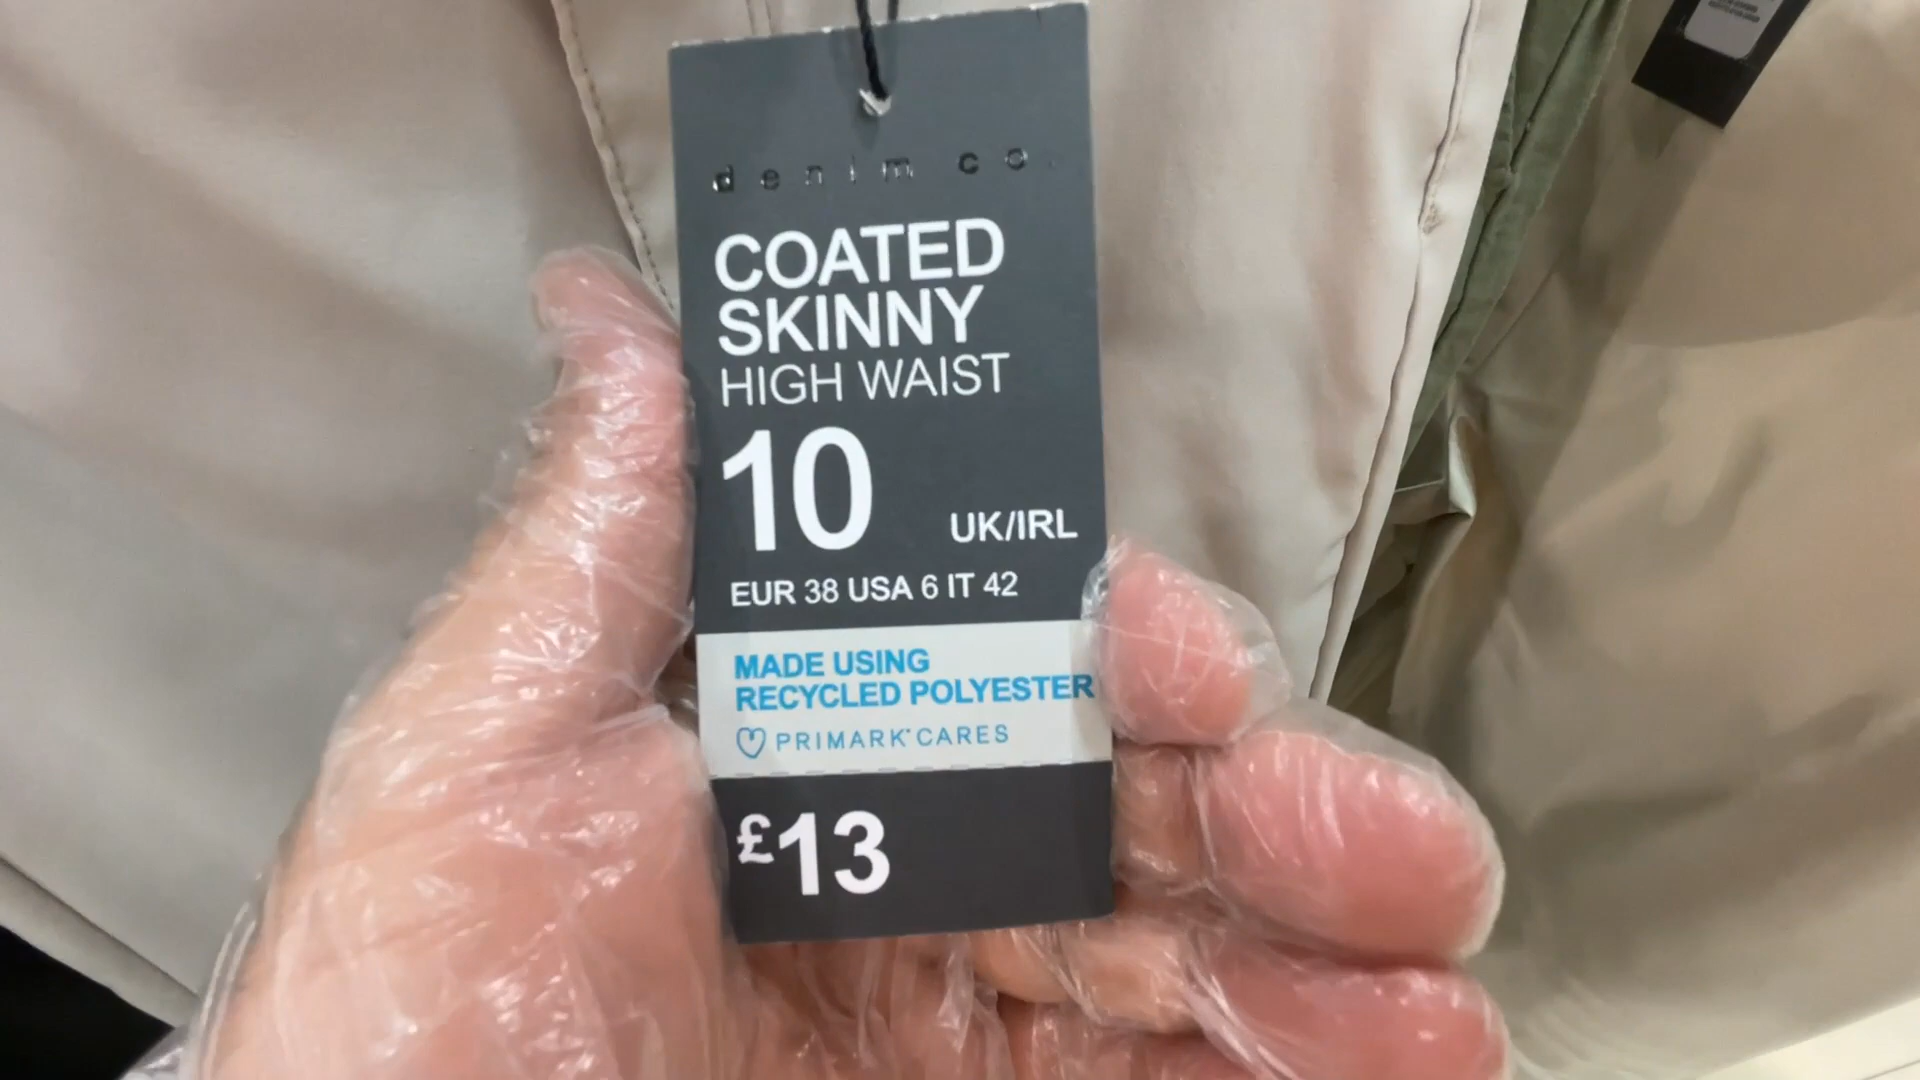 denim co.
COATED
SKINNY
HIGH WAIST
10 UK/IRL
EUR 38 USA 6 IT 42
MADE USING
RECYCLED POLYESTER
PRIMARK CARES
£13